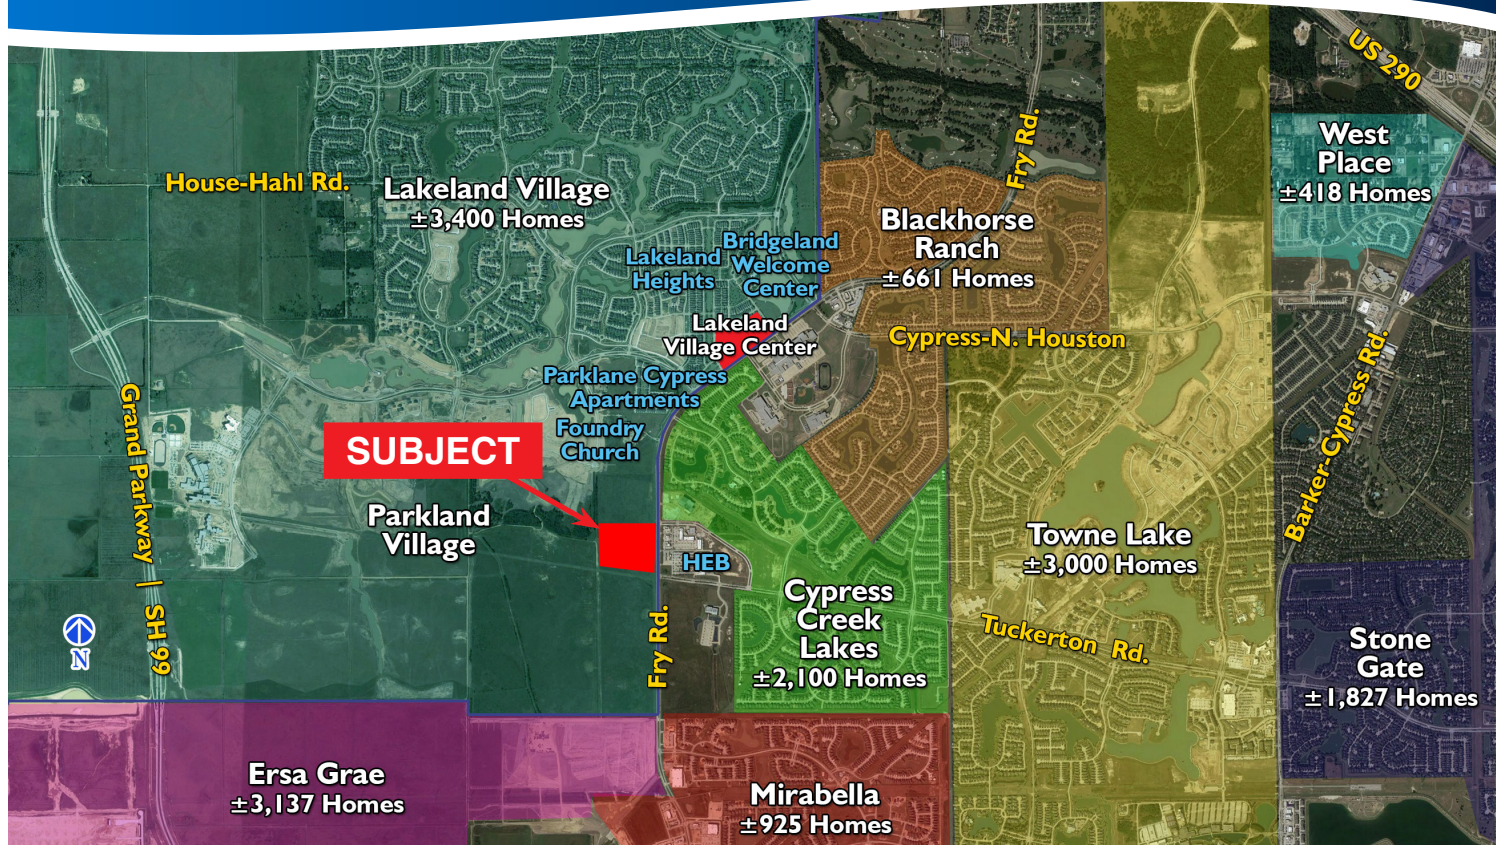 US 290
West
Place
±418 Homes
Fry Rd.
House-Hahl Rd.
Lakeland Village
±3,400 Homes
Blackhorse
Ranch
±661 Homes
Lakeland
Heights
Bridgeland
Welcome
Center
Lakeland
Village Center
Cypress-N. Houston
Barker-Cypress Rd.
Parklane Cypress
Apartments
Foundry
Church
Grand Parkway | SH 99
SUBJECT
Parkland
Village
HEB
Towne Lake
±3,000 Homes
Cypress
Creek
Lakes
±2,100 Homes
Fry Rd.
Tuckerton Rd.
Stone
Gate
±1,827 Homes
N
Ersa Grae
±3,137 Homes
Mirabella
±925 Homes